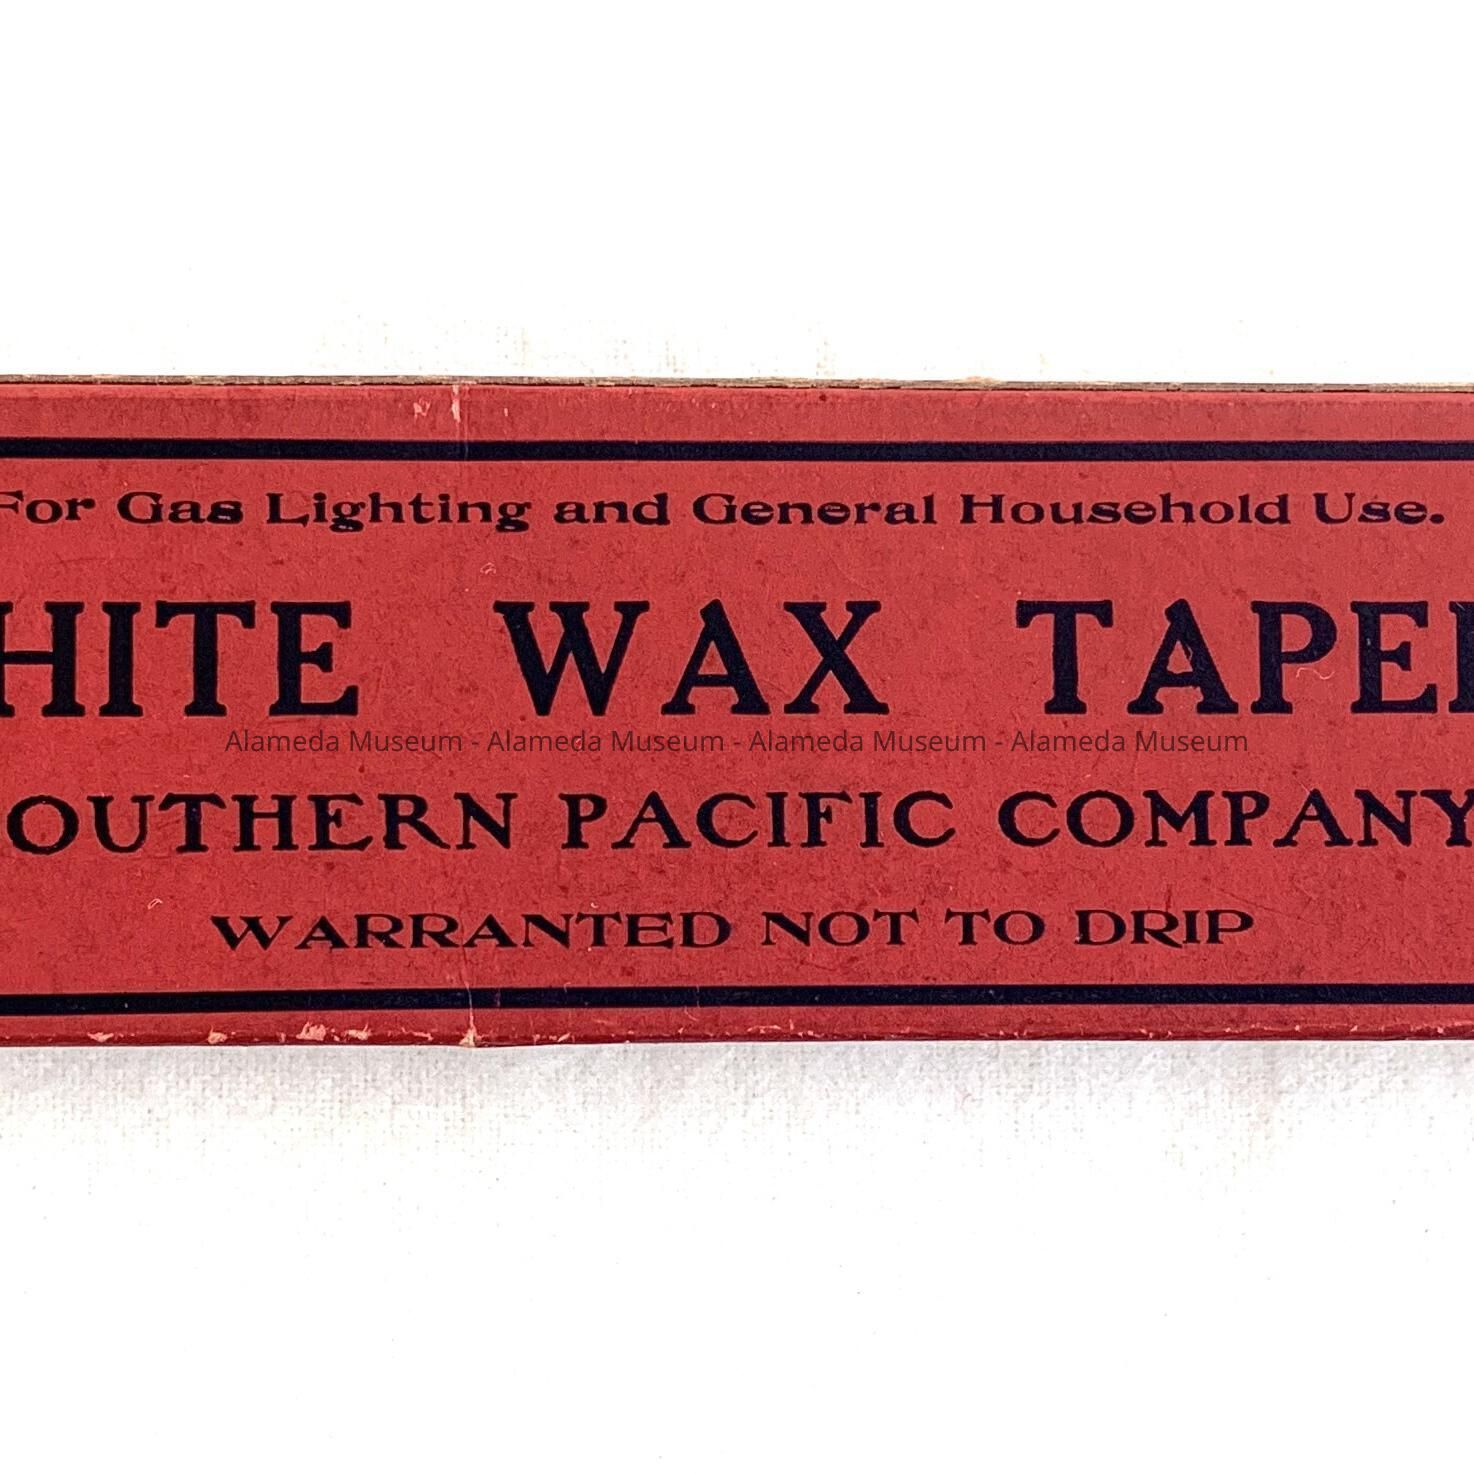 For Gas Lighting and General Household Use.
HITE WAX TAPE
Alameda Museum - Alameda Museum - Alameda Museum - Alameda Museum
OUTHERN PACIFIC COMPANY
WARRANTED NOT TO DRIP